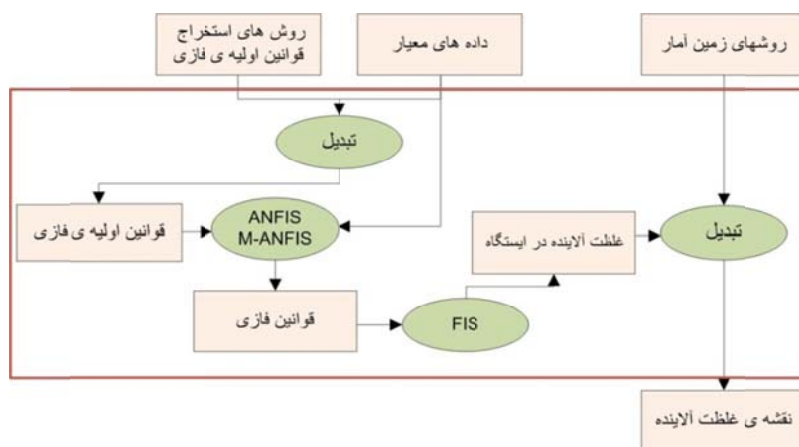 روش های استخراج
قوانین اولیه ی فازی
داده های معیار
روشهای زمین آمار
تبدیل
قوانین اولیه ی فازی
ANFIS
M-ANFIS
غلظت آلاینده در ایستگاه
تبدیل
قوانین فازی
FIS
نقشه ی غلظت آلاینده